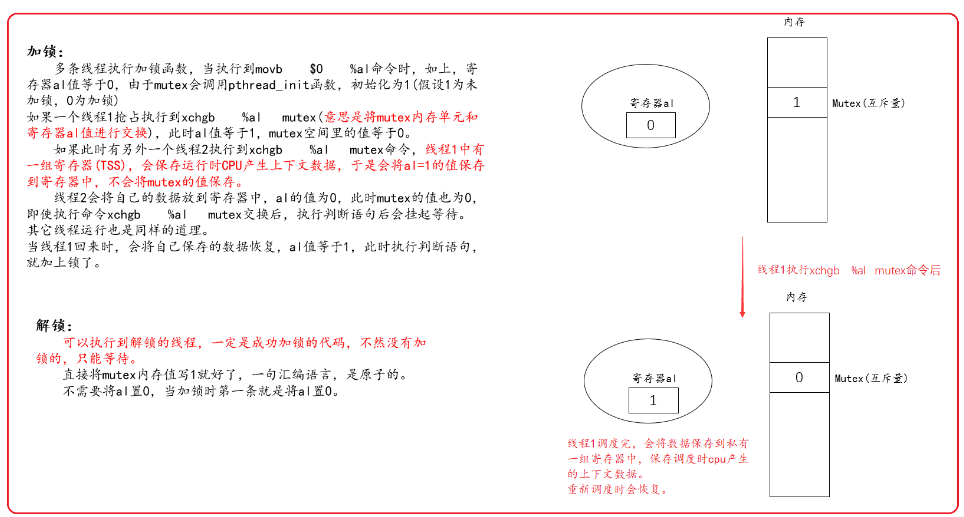 加锁：
多条线程执行加锁函数，当执行到movb $0 %al命令时，如上，寄
存器al值等于0，由于mutex会调用pthread_init函数，初始化为1(假设1为未
加锁，0为加锁)
如果一个线程1抢占执行到xchgb %al mutex(意思是将mutex内存单元和
寄存器al值进行交换)，此时al值等于1，mutex空间里的值等于0。
如果此时有另外一个线程2执行到xchgb %al mutex命令，线程1中有
一组寄存器(TSS)，会保存运行时CPU产生上下文数据，于是会将al=1的值保存
到寄存器中，不会将mutex的值保存。
线程2会将自己的数据放到寄存器中，al的值为0，此时mutex的值也为0，
即使执行命令xchgb %al mutex交换后，执行判断语句后会挂起等待。
其它线程运行也是同样的道理。
当线程1回来时，会将自己保存的数据恢复，al值等于1，此时执行判断语句，
就加上锁了。
解锁：
可以执行到解锁的线程，一定是成功加锁的代码，不然没有加
锁的，只能等待。
直接将mutex内存值写1就好了，一句汇编语言，是原子的。
不需要将al置0，当加锁时第一条就是将al置0。
内存
寄存器al
0
1
Mutex(互斥量)
线程1执行xchgb %al mutex命令后
内存
寄存器al
1
0
Mutex(互斥量)
线程1调度完，会将数据保存到私有
一组寄存器中，保存调度时cpu产生
的上下文数据。
重新调度时会恢复。